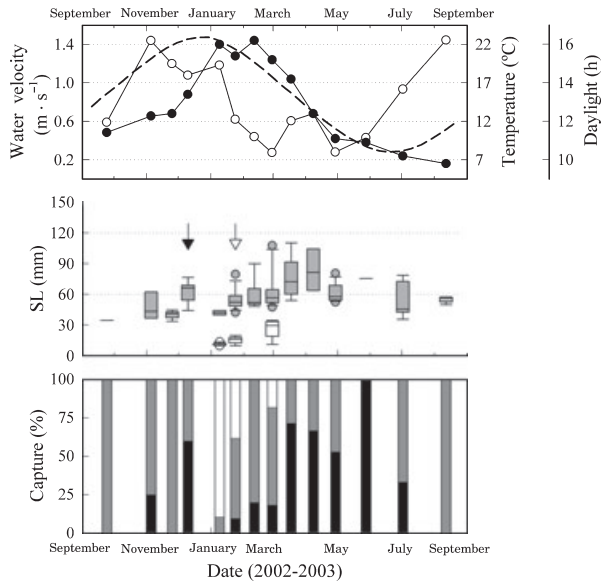 September November January March May July September
Water velocity
(m · s⁻¹)
1.4
1.0
0.6
0.2
22
17
12
7
Temperature (°C)
16
14
12
10
Daylight (h)
SL (mm)
150
120
90
60
30
0
Capture (%)
100
75
50
25
0
September November January March May July September
Date (2002-2003)